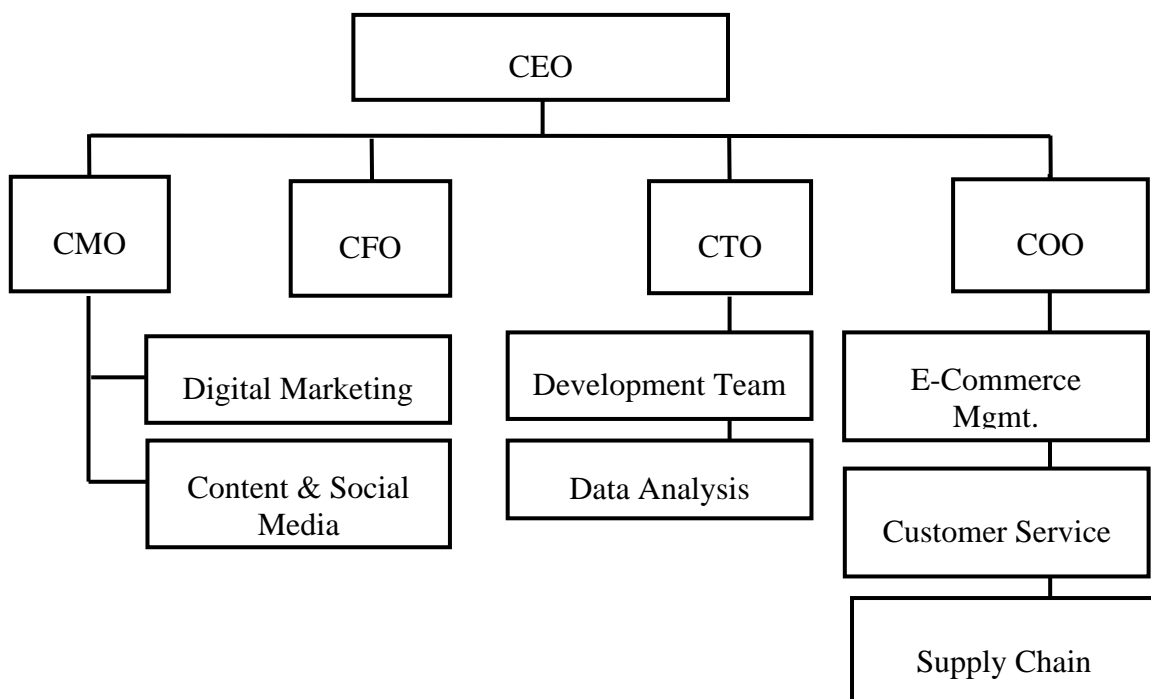 CEO
CMO
CFO
CTO
COO
Digital Marketing
Content & Social
Media
Development Team
Data Analysis
E-Commerce
Mgmt.
Customer Service
Supply Chain